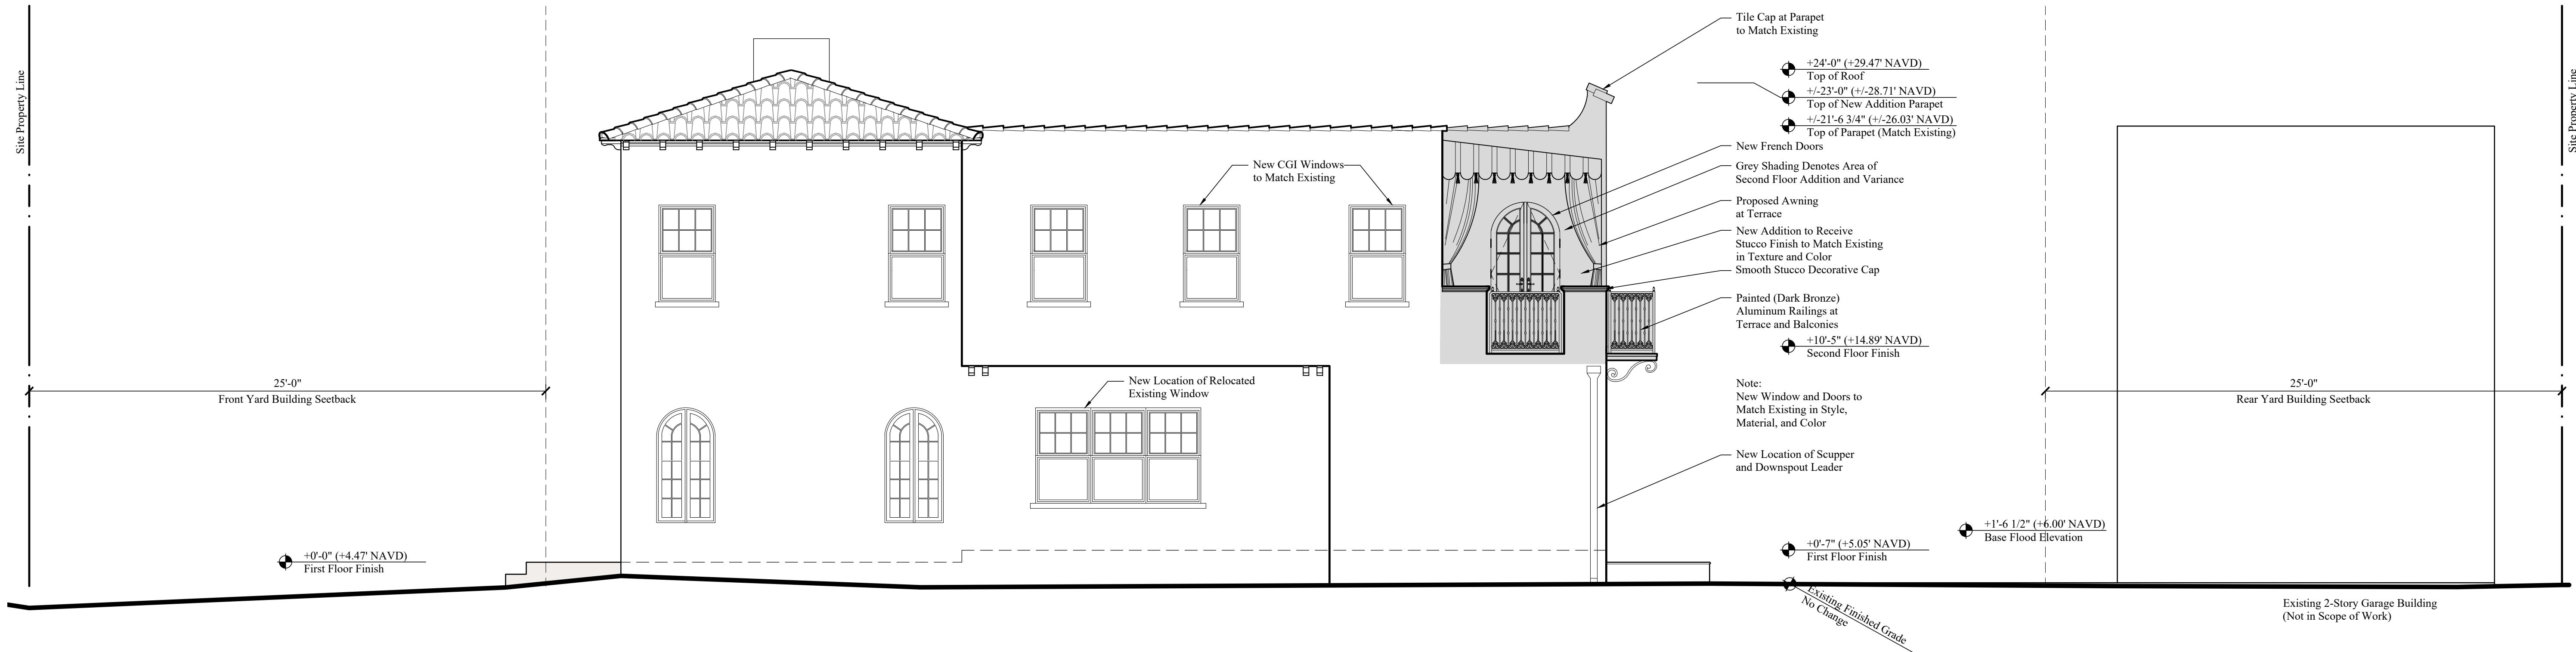 Site Property Line
25'-0"
Front Yard Building Seetback
+0'-0" (+4.47' NAVD)
First Floor Finish
New CGI Windows
to Match Existing
New Location of Relocated
Existing Window
Tile Cap at Parapet
to Match Existing
+24'-0" (+29.47' NAVD)
Top of Roof
+/-23'-0" (+/-28.71' NAVD)
Top of New Addition Parapet
+/-21'-6 3/4" (+/-26.03' NAVD)
Top of Parapet (Match Existing)
New French Doors
Grey Shading Denotes Area of
Second Floor Addition and Variance
Proposed Awning
at Terrace
New Addition to Receive
Stucco Finish to Match Existing
in Texture and Color
Smooth Stucco Decorative Cap
Painted (Dark Bronze)
Aluminum Railings at
Terrace and Balconies
+10'-5" (+14.89' NAVD)
Second Floor Finish
Note:
New Window and Doors to
Match Existing in Style,
Material, and Color
New Location of Scupper
and Downspout Leader
+1'-6 1/2" (+6.00' NAVD)
Base Flood Elevation
+0'-7" (+5.05' NAVD)
First Floor Finish
Existing Finished Grade
No Change
25'-0"
Rear Yard Building Seetback
Existing 2-Story Garage Building
(Not in Scope of Work)
Site Property Line